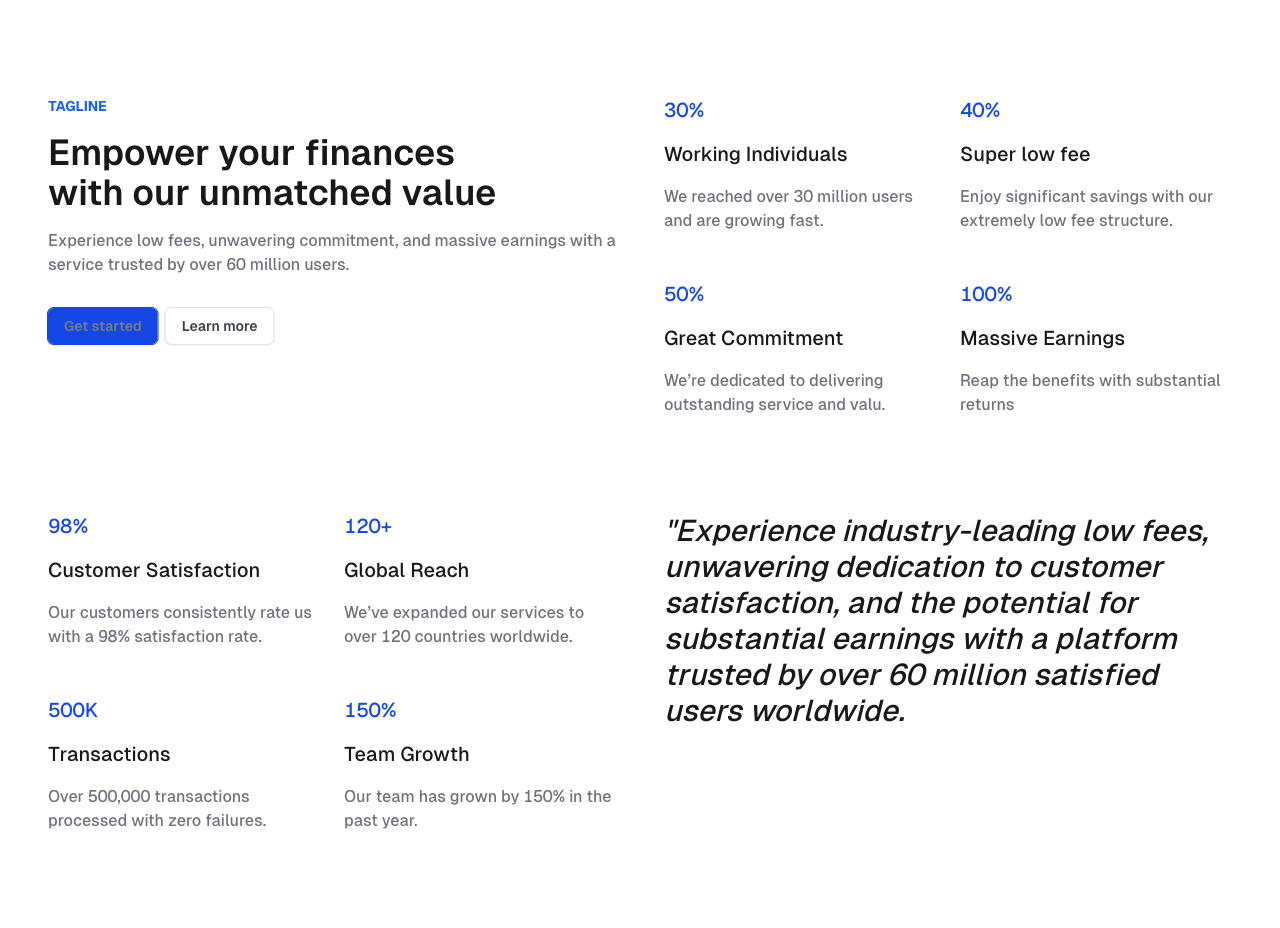 TAGLINE
Empower your finances
with our unmatched value
Experience low fees, unwavering commitment, and massive earnings with a
service trusted by over 60 million users.
Get started
Learn more
30%
Working Individuals
We reached over 30 million users
and are growing fast.
40%
Super low fee
Enjoy significant savings with our
extremely low fee structure.
50%
Great Commitment
We’re dedicated to delivering
outstanding service and valu.
100%
Massive Earnings
Reap the benefits with substantial
returns
98%
Customer Satisfaction
Our customers consistently rate us
with a 98% satisfaction rate.
120+
Global Reach
We’ve expanded our services to
over 120 countries worldwide.
500K
Transactions
Over 500,000 transactions
processed with zero failures.
150%
Team Growth
Our team has grown by 150% in the
past year.
"Experience industry-leading low fees,
unwavering dedication to customer
satisfaction, and the potential for
substantial earnings with a platform
trusted by over 60 million satisfied
users worldwide.